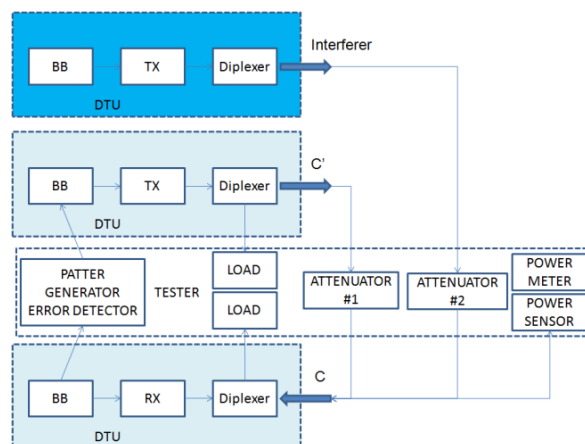 Interferer
BB
TX
Diplexer
DTU
C'
BB
TX
Diplexer
DTU
PATTER
GENERATOR
ERROR DETECTOR
TESTER
LOAD
LOAD
ATTENUATOR
#1
ATTENUATOR
#2
POWER
METER
POWER
SENSOR
C
BB
RX
Diplexer
DTU